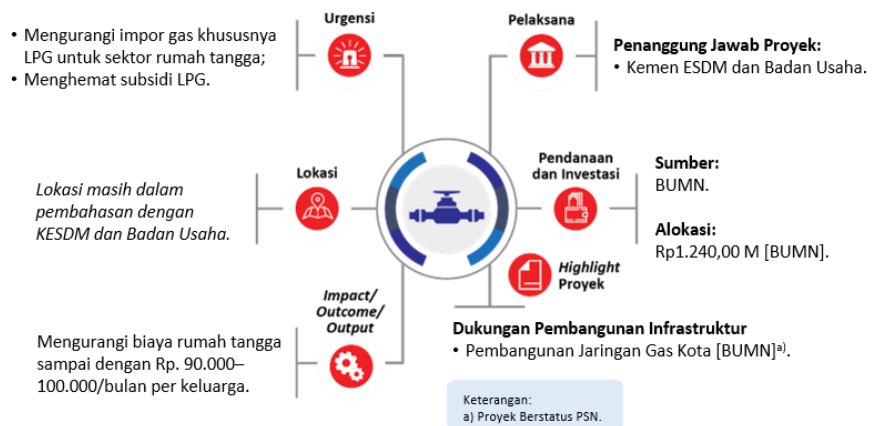 Urgensi
• Mengurangi impor gas khususnya
LPG untuk sektor rumah tangga;
• Menghemat subsidi LPG.
Pelaksana
Penanggung Jawab Proyek:
• Kemen ESDM dan Badan Usaha.
Lokasi
Lokasi masih dalam
pembahasan dengan
KESDM dan Badan Usaha.
Pendanaan
dan Investasi
Sumber:
BUMN.
Alokasi:
Rp1.240,00 M [BUMN].
Impact/
Outcome/
Output
Mengurangi biaya rumah tangga
sampai dengan Rp. 90.000–
100.000/bulan per keluarga.
Highlight
Proyek
Dukungan Pembangunan Infrastruktur
• Pembangunan Jaringan Gas Kota [BUMN]a).
Keterangan:
a) Proyek Berstatus PSN.